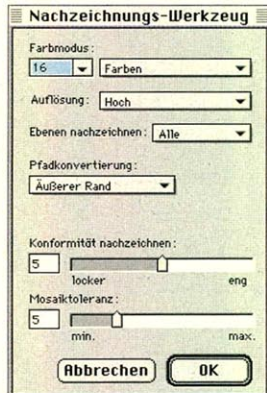 Nachzeichnungs-Werkzeug
Farbmodus:
16 Farben
Auflösung: Hoch
Ebenen nachzeichnen: Alle
Pfadkonvertierung:
Äußerer Rand
Konformität nachzeichnen:
5
locker eng
Mosaiktoleranz:
5
min. max.
Abbrechen OK